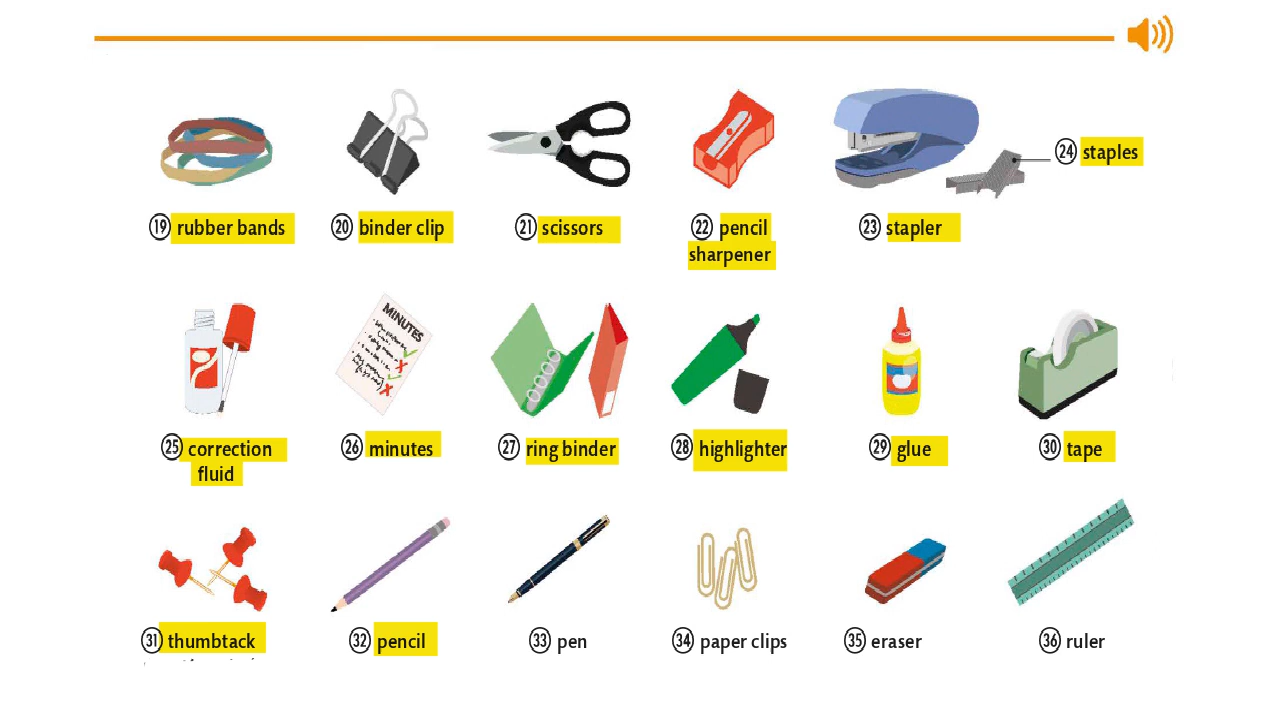 24 staples
19 rubber bands 20 binder clip 21 scissors 22 pencil 23 stapler
sharpener
MINUTES
25 correction 26 minutes 27 ring binder 28 highlighter 29 glue 30 tape
fluid
31 thumbtack 32 pencil 33 pen 34 paper clips 35 eraser 36 ruler